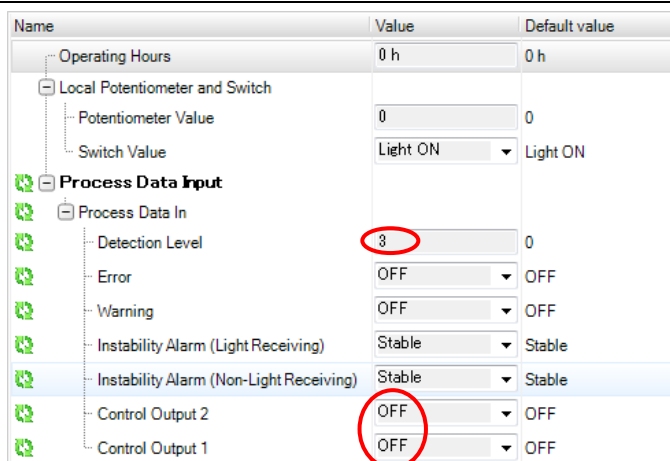 Name Value Default value
Operating Hours 0 h 0 h
Local Potentiometer and Switch
Potentiometer Value 0 0
Switch Value Light ON Light ON
Process Data Input
Process Data In
Detection Level 3 0
Error OFF OFF
Warning OFF OFF
Instability Alarm (Light Receiving) Stable Stable
Instability Alarm (Non-Light Receiving) Stable Stable
Control Output 2 OFF OFF
Control Output 1 OFF OFF